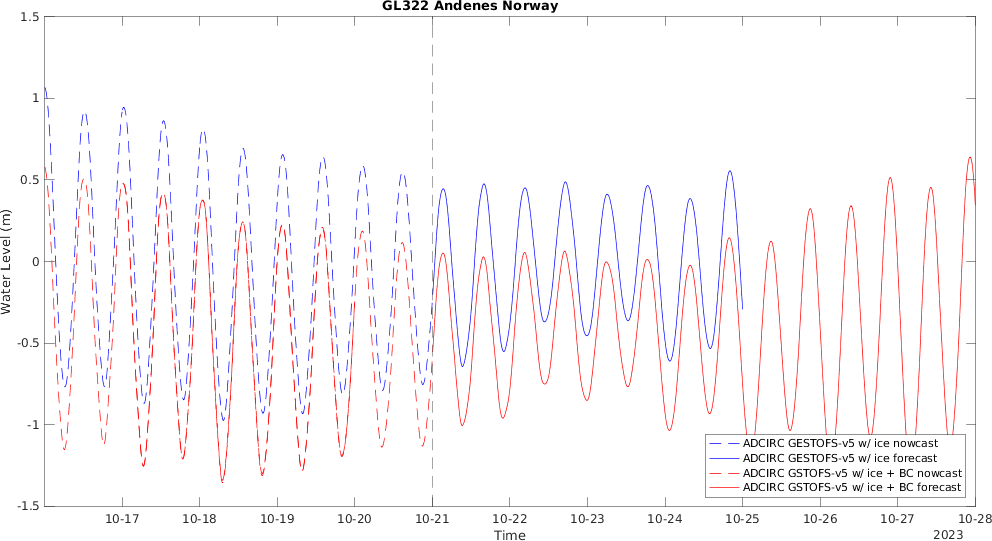 GL322 Andenes Norway
1.5
1
0.5
0
-0.5
-1
-1.5
Water Level (m)
10-17 10-18 10-19 10-20 10-21 10-22 10-23 10-24 10-25 10-26 10-27 10-28
Time
2023
ADCIRC GESTOFS-v5 w/ ice nowcast
ADCIRC GESTOFS-v5 w/ ice forecast
ADCIRC GSTOFS-v5 w/ ice + BC nowcast
ADCIRC GSTOFS-v5 w/ ice + BC forecast